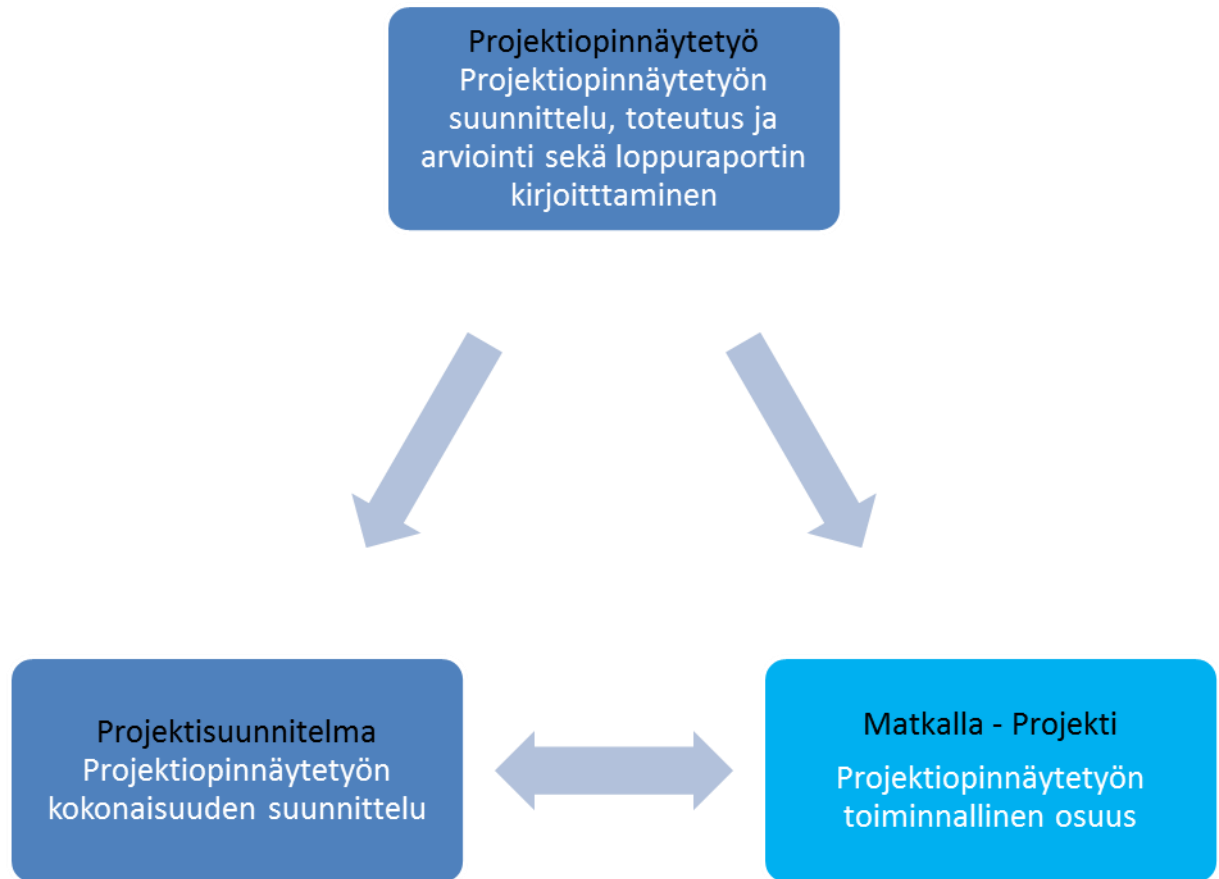 Projektiopinnäytetyö
Projektiopinnäytetyön
suunnittelu, toteutus ja
arviointi sekä loppuraportin
kirjoitttaminen
Projektisuunnitelma
Projektiopinnäytetyön
kokonaisuuden suunnittelu
Matkalla - Projekti
Projektiopinnäytetyön
toiminnallinen osuus